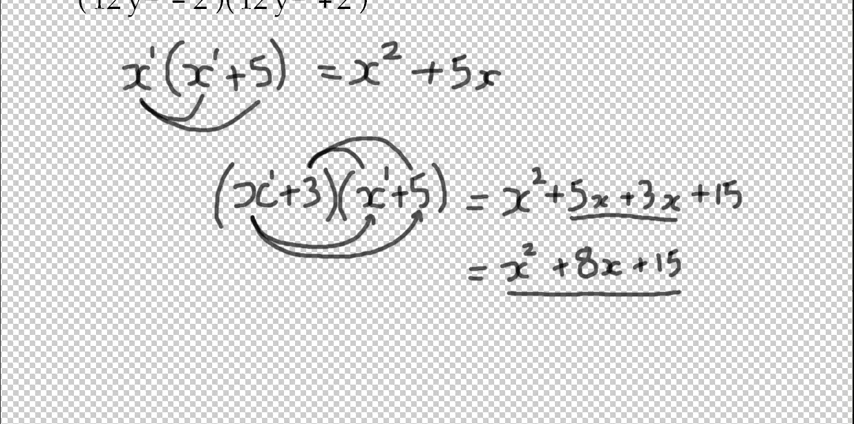 x¹(x¹+5) = x² + 5x
(x¹+3)(x¹+5) = x² + 5x + 3x + 15
= x² + 8x + 15